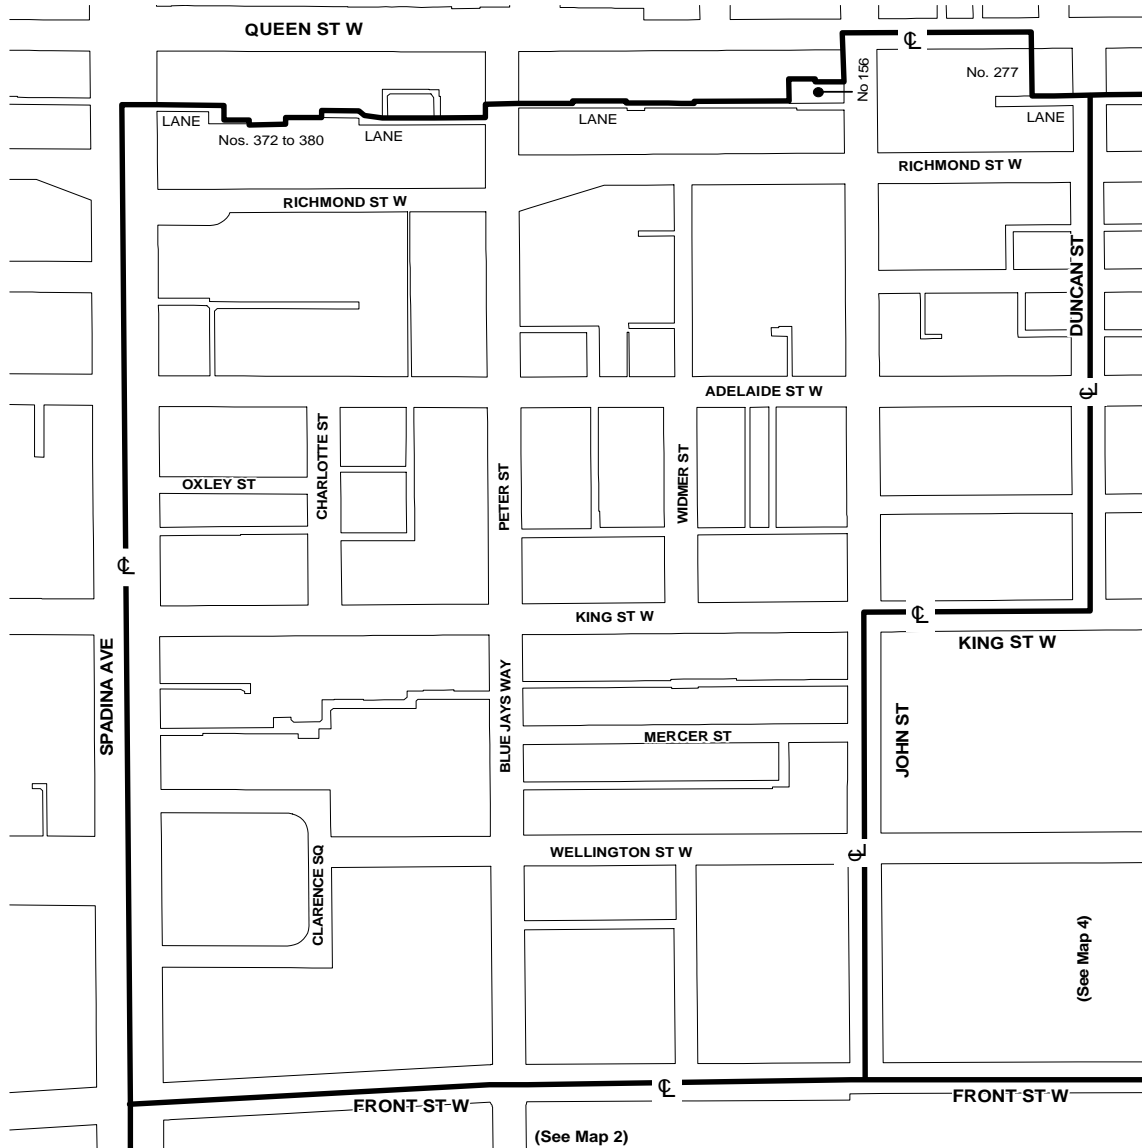 QUEEN ST W
℄
No 156
No. 277
LANE
Nos. 372 to 380
LANE
LANE
LANE
RICHMOND ST W
RICHMOND ST W
DUNCAN ST
ADELAIDE ST W
℄
OXLEY ST
CHARLOTTE ST
PETER ST
WIDMER ST
℄
KING ST W
℄
KING ST W
SPADINA AVE
BLUE JAYS WAY
MERCER ST
JOHN ST
WELLINGTON ST W
℄
CLARENCE SQ
(See Map 4)
℄
FRONT ST W
FRONT ST W
(See Map 2)